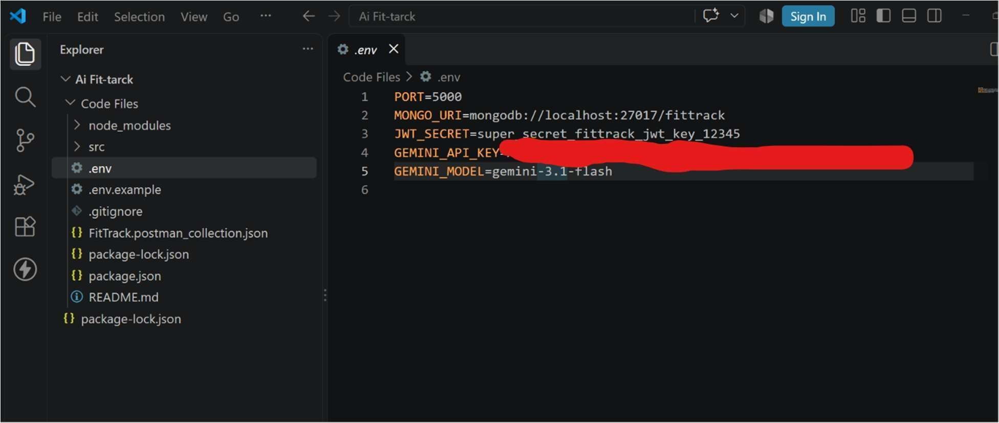 File Edit Selection View Go ··· Ai Fit-tarck Sign In
Explorer ···
Ai Fit-tarck
Code Files
node_modules
src
.env
.env.example
.gitignore
{} FitTrack.postman_collection.json
{} package-lock.json
{} package.json
README.md
{} package-lock.json
.env
Code Files > .env
1 PORT=5000
2 MONGO_URI=mongodb://localhost:27017/fittrack
3 JWT_SECRET=super_secret_fittrack_jwt_key_12345
4 GEMINI_API_KEY=
5 GEMINI_MODEL=gemini-3.1-flash
6